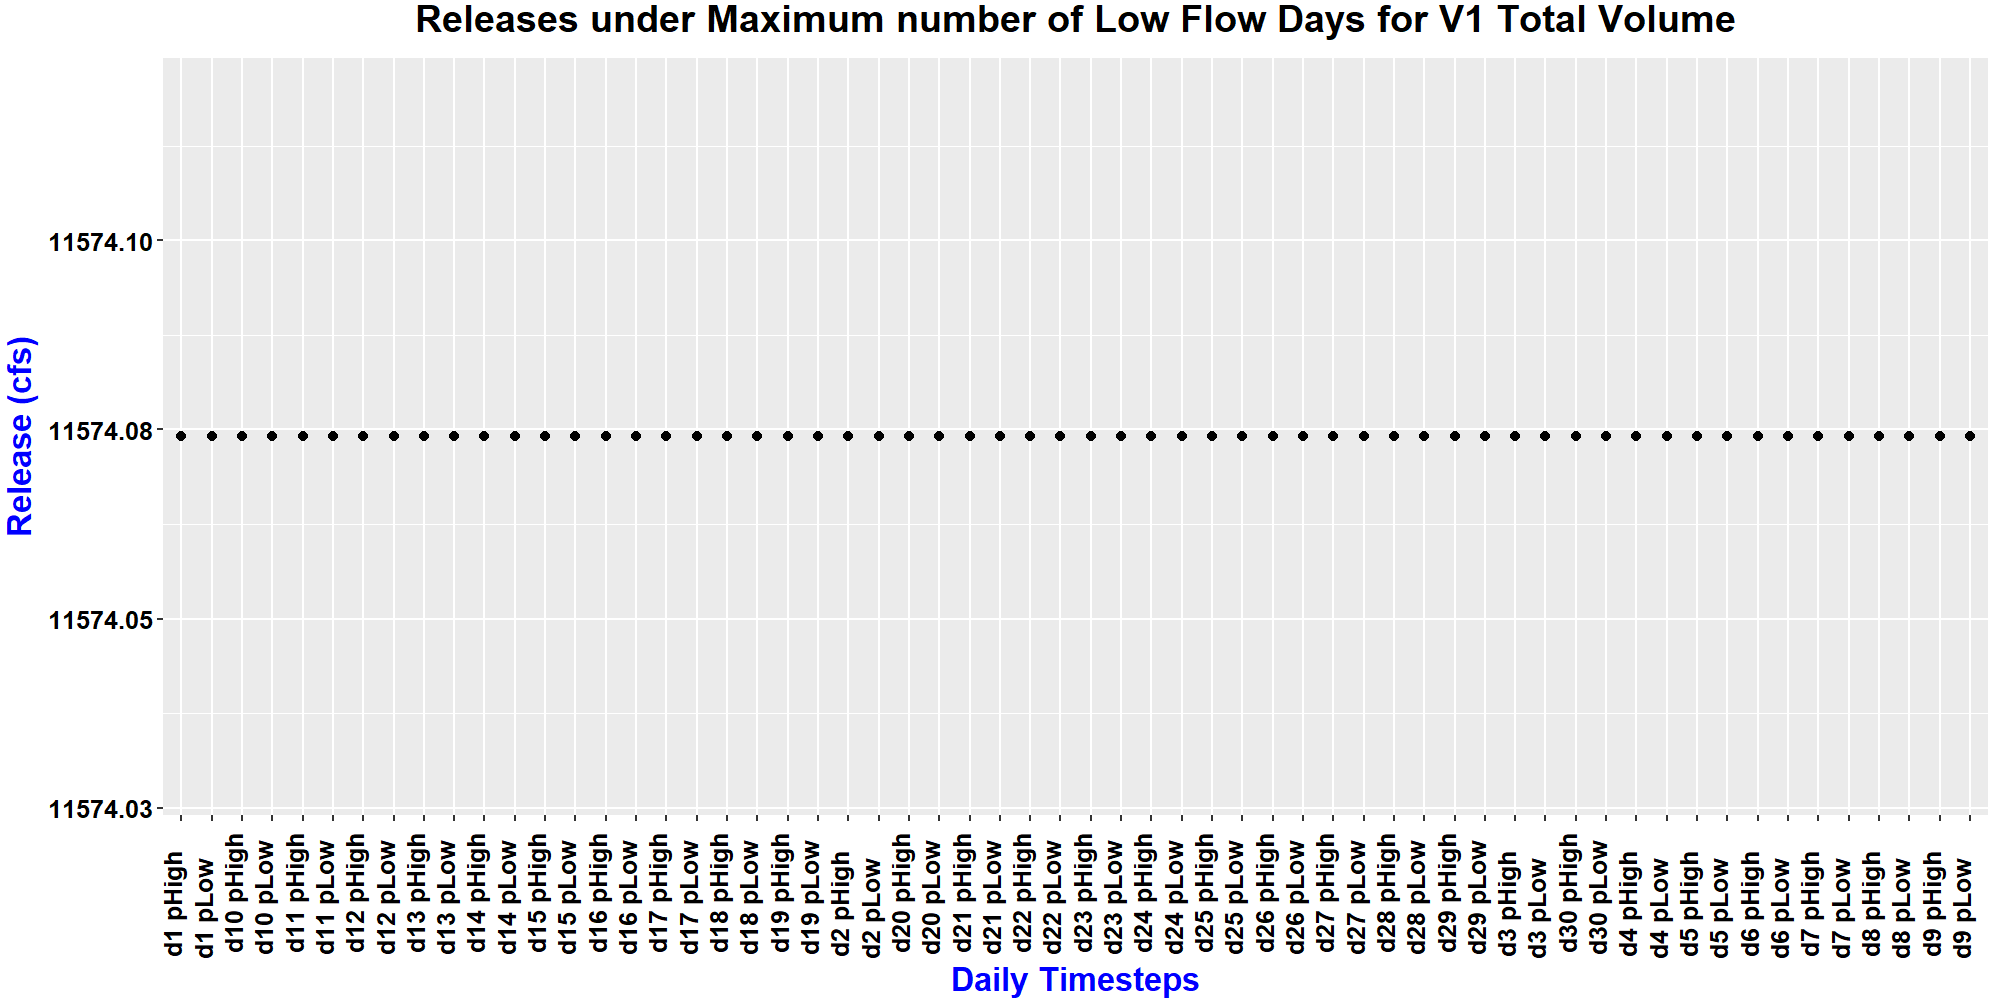 Releases under Maximum number of Low Flow Days for V1 Total Volume
Release (cfs)
11574.10
11574.08
11574.05
11574.03
d1 pHigh
d1 pLow
d10 pHigh
d10 pLow
d11 pHigh
d11 pLow
d12 pHigh
d12 pLow
d13 pHigh
d13 pLow
d14 pHigh
d14 pLow
d15 pHigh
d15 pLow
d16 pHigh
d16 pLow
d17 pHigh
d17 pLow
d18 pHigh
d18 pLow
d19 pHigh
d19 pLow
d2 pHigh
d2 pLow
d20 pHigh
d20 pLow
d21 pHigh
d21 pLow
d22 pHigh
d22 pLow
d23 pHigh
d23 pLow
d24 pHigh
d24 pLow
d25 pHigh
d25 pLow
d26 pHigh
d26 pLow
d27 pHigh
d27 pLow
d28 pHigh
d28 pLow
d29 pHigh
d29 pLow
d3 pHigh
d3 pLow
d30 pHigh
d30 pLow
d4 pHigh
d4 pLow
d5 pHigh
d5 pLow
d6 pHigh
d6 pLow
d7 pHigh
d7 pLow
d8 pHigh
d8 pLow
d9 pHigh
d9 pLow
Daily Timesteps